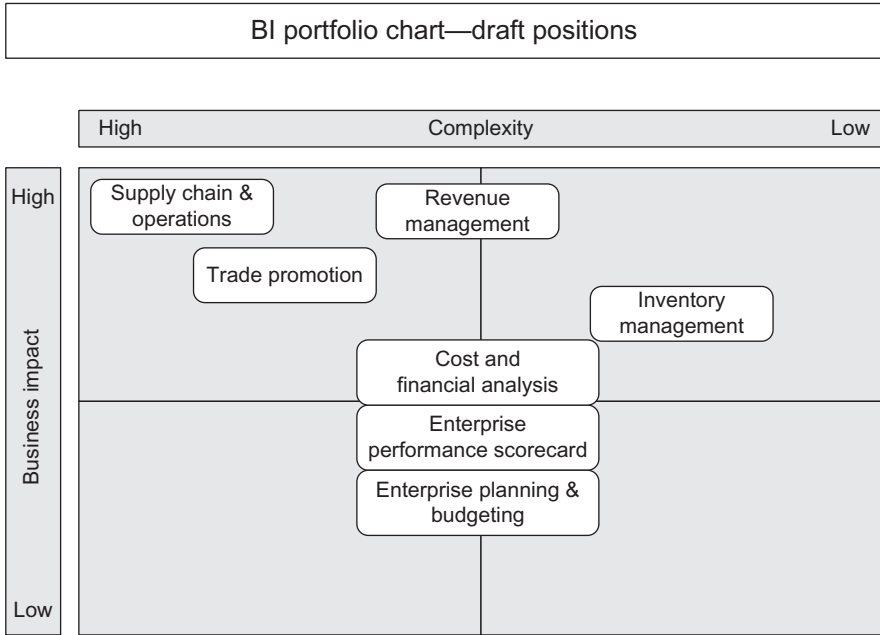 BI portfolio chart—draft positions
High Complexity Low
High
Business impact
Low
Supply chain &
operations
Revenue
management
Trade promotion
Inventory
management
Cost and
financial analysis
Enterprise
performance scorecard
Enterprise planning &
budgeting